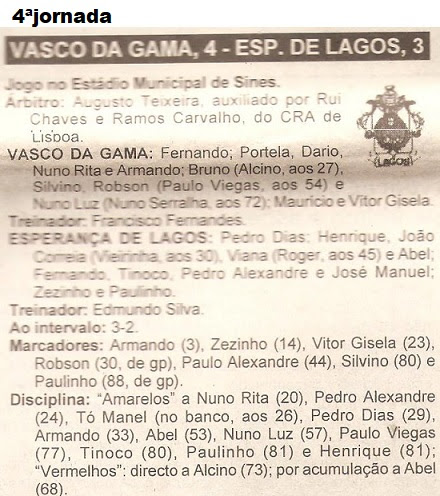 4ªjornada
VASCO DA GAMA, 4 - ESP. DE LAGOS, 3
Jogo no Estádio Municipal de Sines.
Árbitro: Augusto Teixeira, auxiliado por Rui
Chaves e Ramos Carvalho, do CRA de
Lisboa.
LAGOS
VASCO DA GAMA: Fernando; Portela, Dario,
Nuno Rita e Armando; Bruno (Alcino, aos 27),
Silvino, Robson (Paulo Viegas, aos 54) e
Nuno Luz (Nuno Serralha, aos 72); Mauricio e Vitor Gisela.
Treinador: Francisco Fernandes.
ESPERANÇA DE LAGOS: Pedro Dias; Henrique, João
Correia (Vieirinha, aos 30), Viana (Roger, aos 45) e Abel;
Fernando, Tinoco, Pedro Alexandre e José Manuel;
Zezinho e Paulinho.
Treinador: Edmundo Silva.
Ao intervalo: 3-2.
Marcadores: Armando (3), Zezinho (14), Vitor Gisela (23),
Robson (30, de gp), Paulo Alexandre (44), Silvino (80) e
Paulinho (88, de gp).
Disciplina: "Amarelos" a Nuno Rita (20), Pedro Alexandre
(24), Tó Manel (no banco, aos 26), Pedro Dias (29),
Armando (33), Abel (53), Nuno Luz (57), Paulo Viegas
(77), Tinoco (80), Paulinho (81) e Henrique (81);
"Vermelhos": directo a Alcino (73); por acumulação a Abel
(68).